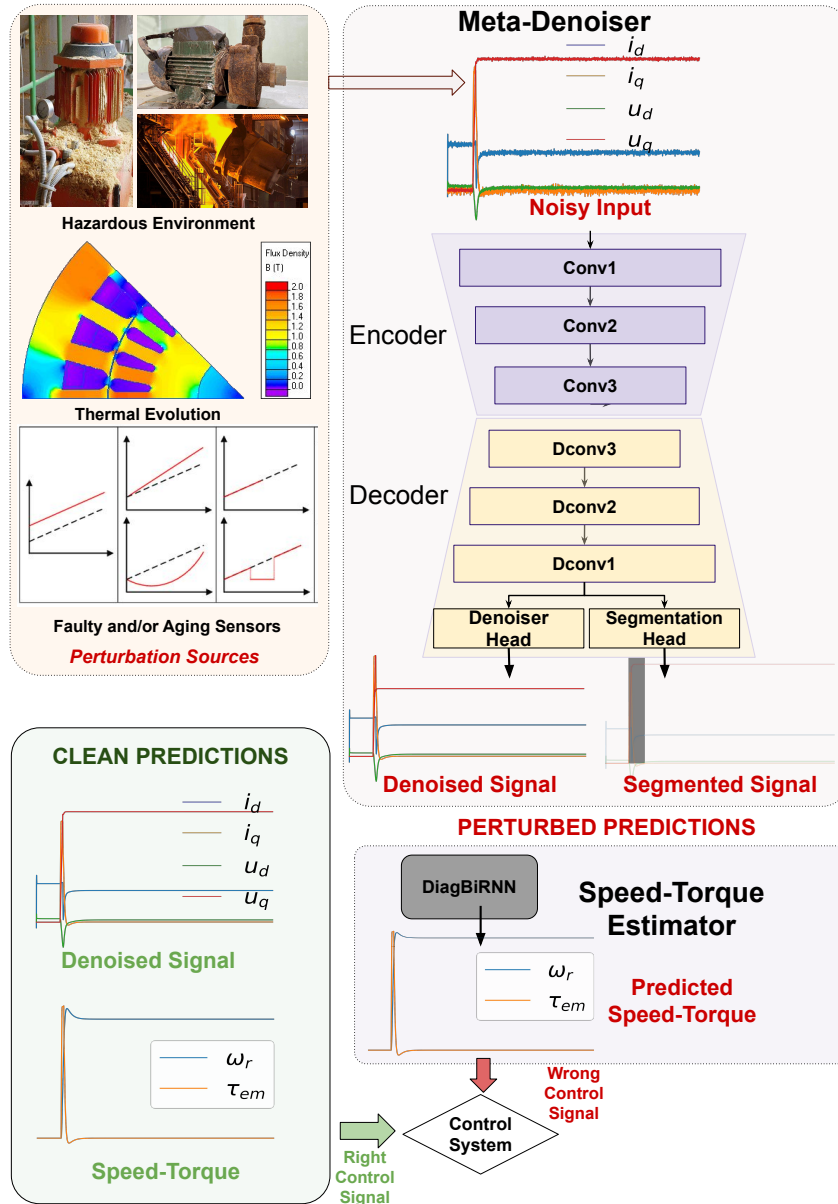 Hazardous Environment
Flux Density
B (T)
2.0
1.8
1.6
1.4
1.2
1.0
0.8
0.6
0.4
0.2
0.0
Thermal Evolution
Faulty and/or Aging Sensors
Perturbation Sources
Meta-Denoiser
i_d
i_q
u_d
u_q
Noisy Input
Encoder
Conv1
Conv2
Conv3
Decoder
Dconv3
Dconv2
Dconv1
Denoiser
Head
Segmentation
Head
Denoised Signal
Segmented Signal
CLEAN PREDICTIONS
i_d
i_q
u_d
u_q
Denoised Signal
ω_r
τ_em
Speed-Torque
PERTURBED PREDICTIONS
DiagBiRNN
Speed-Torque
Estimator
ω_r
τ_em
Predicted
Speed-Torque
Wrong
Control
Signal
Control
System
Right
Control
Signal